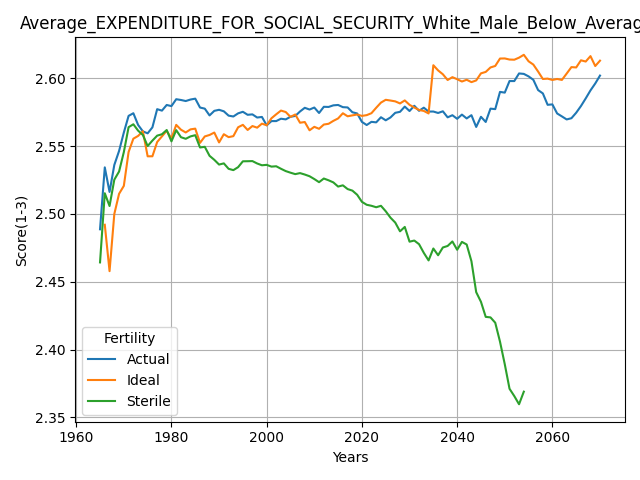 Average_EXPENDITURE_FOR_SOCIAL_SECURITY_White_Male_Below_Averag
2.60
2.55
2.50
2.45
2.40
2.35
Score(1-3)
Fertility
Actual
Ideal
Sterile
1960 1980 2000 2020 2040 2060
Years